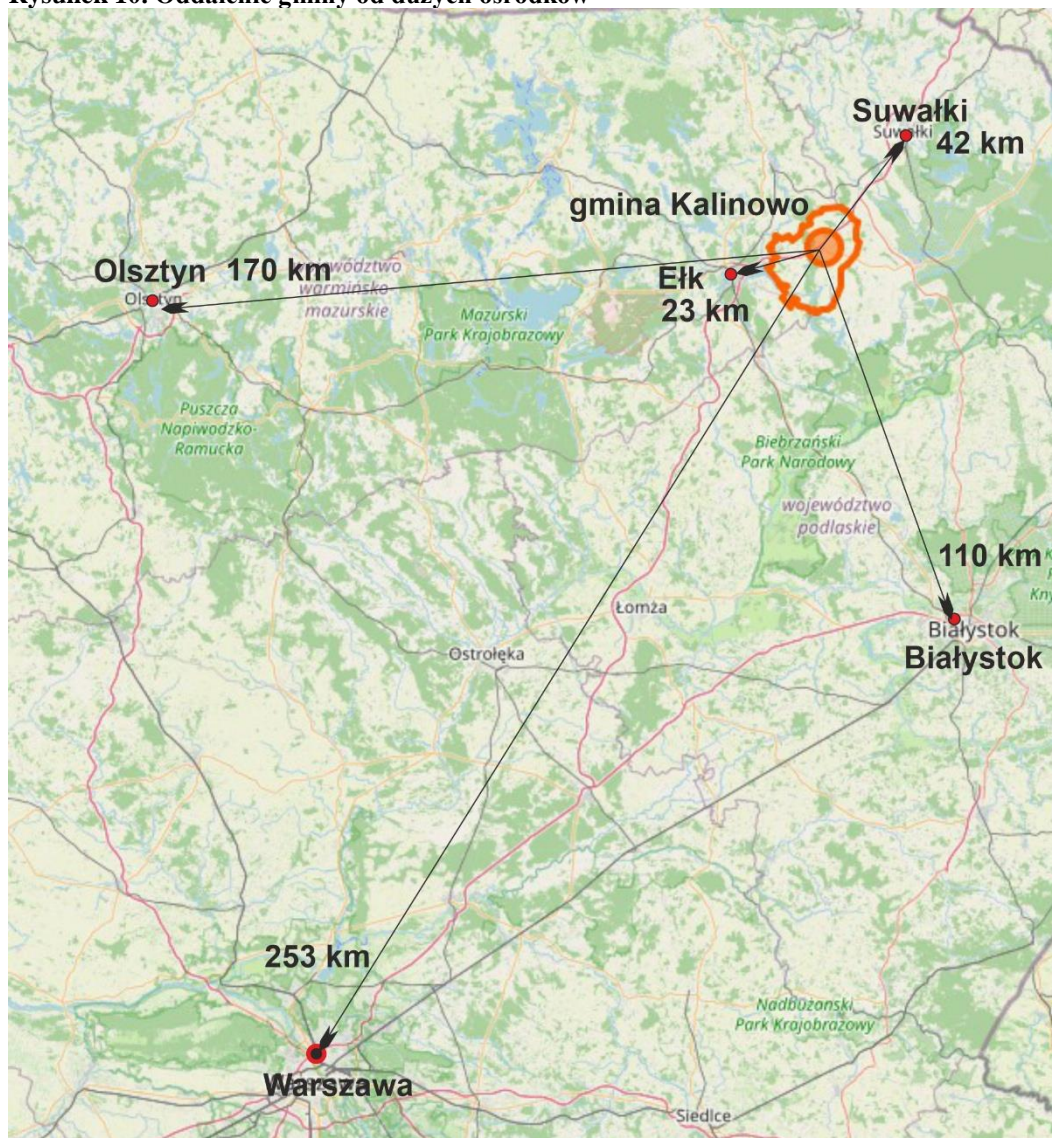 Rysunek 10. Oddalenie gminy od dużych ośrodków
Suwałki
Suwałki
42 km
gmina Kalinowo
Olsztyn 170 km
Olsztyn
województwo
warmińsko-
mazurskie
Ełk
23 km
Mazurski
Park Krajobrazowy
Puszcza
Napiwodzko-
Ramucka
Biebrzański
Park Narodowy
województwo
podlaskie
110 km
Łomża
Białystok
Białystok
Ostrołęka
253 km
Nadbużański
Park Krajobrazowy
Warszawa
Siedlce